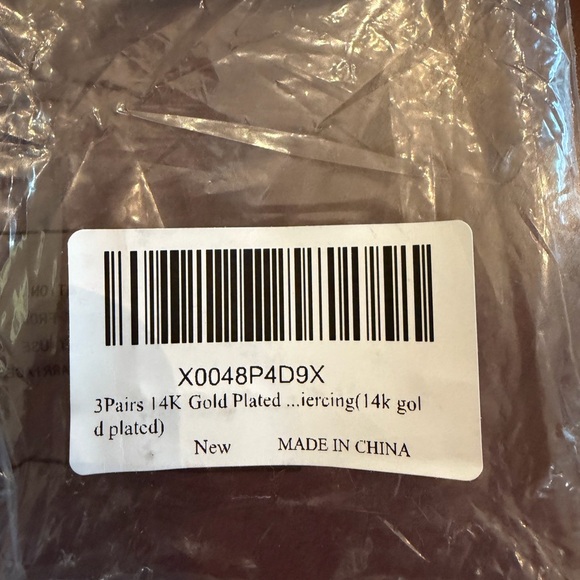 X0048P4D9X
3Pairs 14K Gold Plated ...iercing(14k gol
d plated)
New MADE IN CHINA